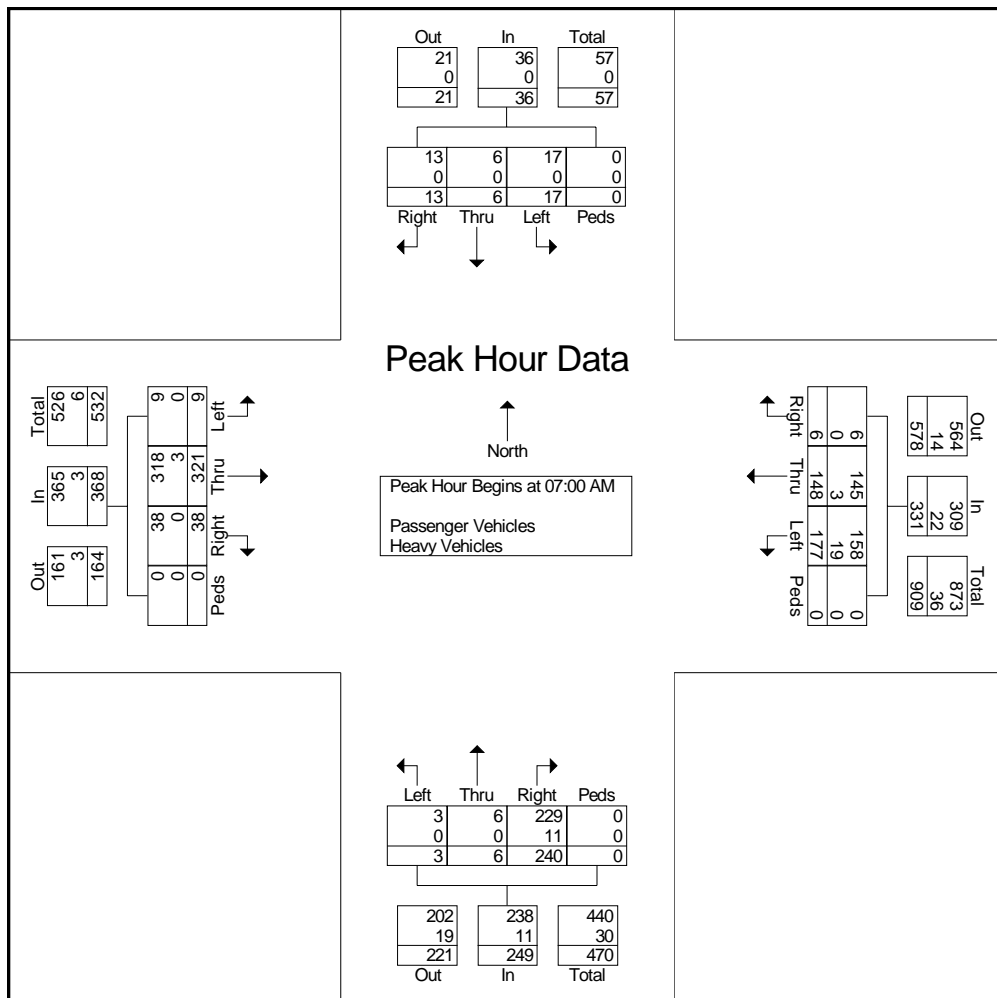 Out In Total
21 36 57
0 0 0
21 36 57
13 6 17 0
0 0 0 0
13 6 17 0
Right Thru Left Peds
Peak Hour Data
North
Peak Hour Begins at 07:00 AM
Passenger Vehicles
Heavy Vehicles
Total
526
6
532
In
365
3
368
Out
161
3
164
9
0
9
Left
318
3
321
Thru
38
0
38
Right
0
0
0
Peds
Out
564
14
578
In
309
22
331
Total
873
36
909
Right
6
0
6
Thru
145
3
148
Left
158
19
177
Peds
0
0
0
Left Thru Right Peds
3 6 229 0
0 0 11 0
3 6 240 0
202 238 440
19 11 30
221 249 470
Out In Total